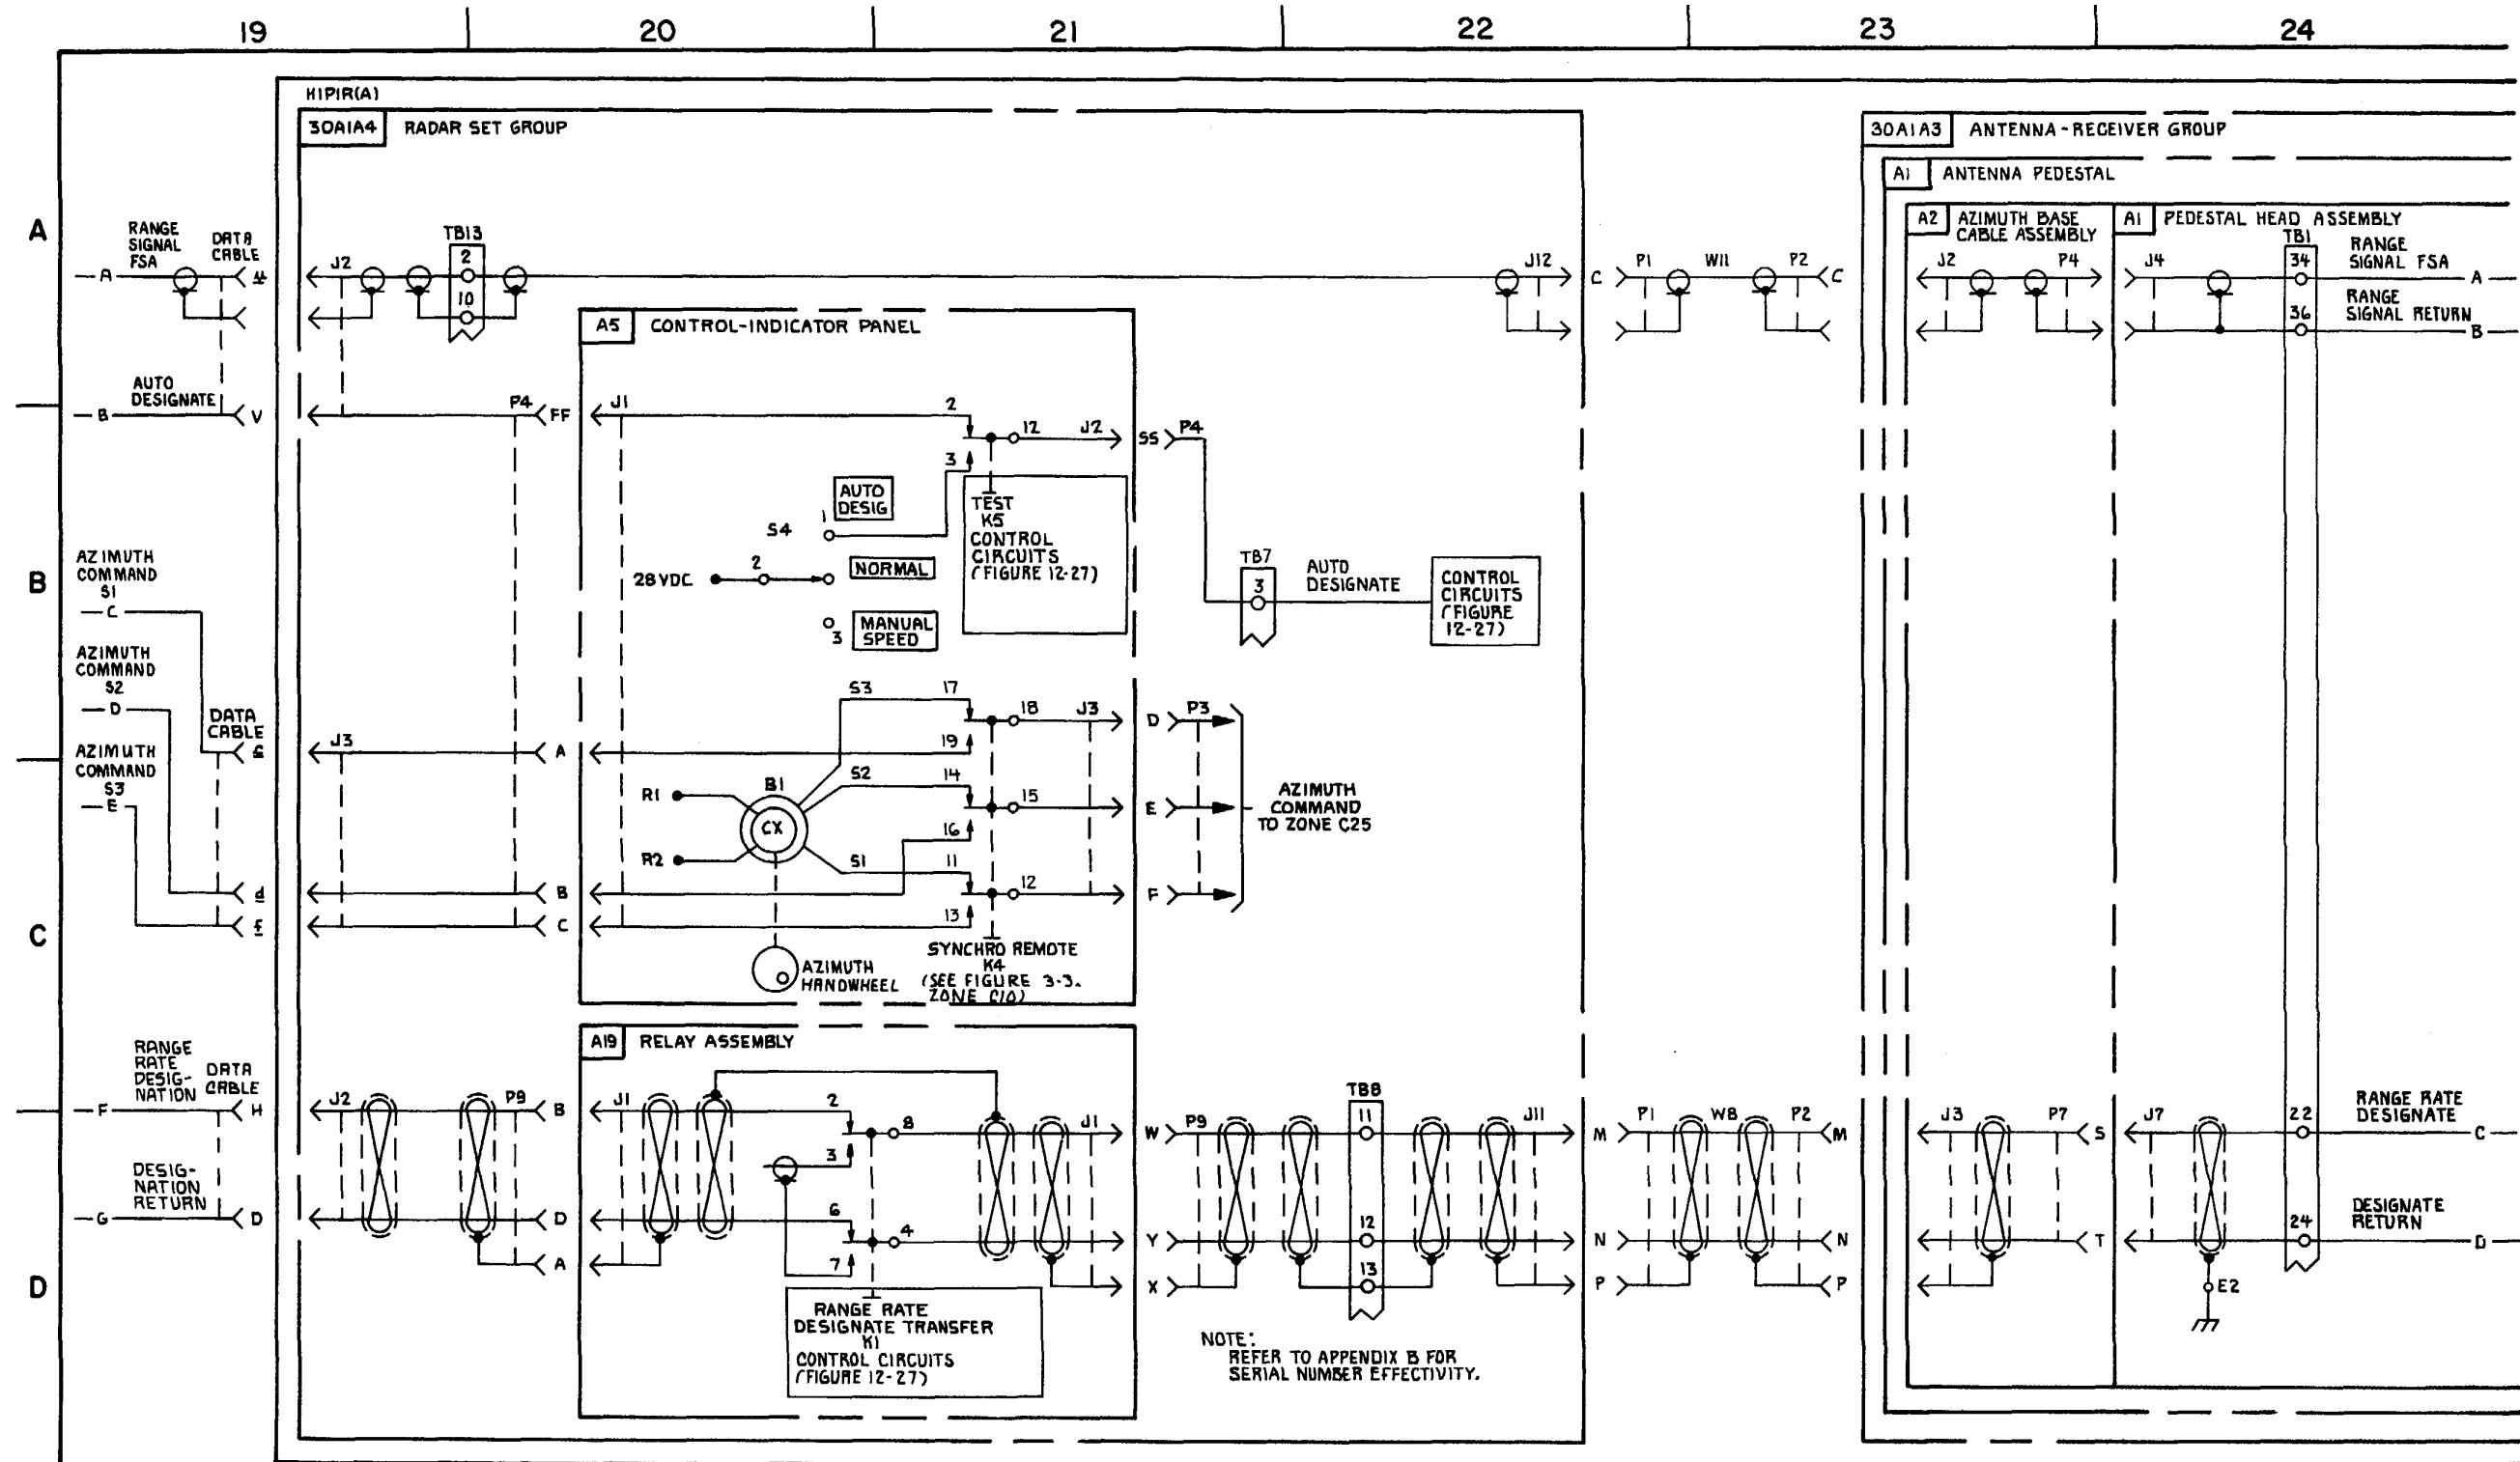 19 20 21 22 23 24
HIPIR(A)
30A1A4 RADAR SET GROUP
30A1A3 ANTENNA-RECEIVER GROUP
A1 ANTENNA PEDESTAL
A2 AZIMUTH BASE
CABLE ASSEMBLY
A1 PEDESTAL HEAD ASSEMBLY
A
RANGE
SIGNAL
FSA
DATA
CABLE
A
u
J2
TB13
2
10
J12
C
P1
W11
P2
C
J2
P4
J4
TB1
34
36
RANGE
SIGNAL FSA
A
RANGE
SIGNAL RETURN
B
A5 CONTROL-INDICATOR PANEL
AUTO
DESIGNATE
B
V
P4
FF
J1
2
3
12
J2
SS
P4
TEST
K5
CONTROL
CIRCUITS
(FIGURE 12-27)
AUTO
DESIG
S4
1
28 VDC
2
NORMAL
3
MANUAL
SPEED
TB7
3
AUTO
DESIGNATE
CONTROL
CIRCUITS
(FIGURE
12-27)
B
AZIMUTH
COMMAND
S1
C
AZIMUTH
COMMAND
S2
D
DATA
CABLE
AZIMUTH
COMMAND
S3
E
c
J3
A
S3
17
18
19
J3
D
P3
R1
B1
CX
R2
S2
14
15
16
E
AZIMUTH
COMMAND
TO ZONE C25
S1
11
12
13
F
d
B
f
C
C
AZIMUTH
HANDWHEEL
SYNCHRO REMOTE
K4
(SEE FIGURE 3-3.
ZONE C10)
A19 RELAY ASSEMBLY
RANGE
RATE
DESIG-
NATION
DATA
CABLE
F
H
J2
P9
B
J1
2
8
3
J1
W
P9
TB8
11
J11
M
P1
W8
P2
M
J3
P7
S
J7
22
RANGE RATE
DESIGNATE
C
DESIG-
NATION
RETURN
G
D
D
6
4
7
Y
12
N
N
T
24
DESIGNATE
RETURN
D
A
X
13
P
P
E2
D
RANGE RATE
DESIGNATE TRANSFER
K1
CONTROL CIRCUITS
(FIGURE 12-27)
NOTE:
REFER TO APPENDIX B FOR
SERIAL NUMBER EFFECTIVITY.